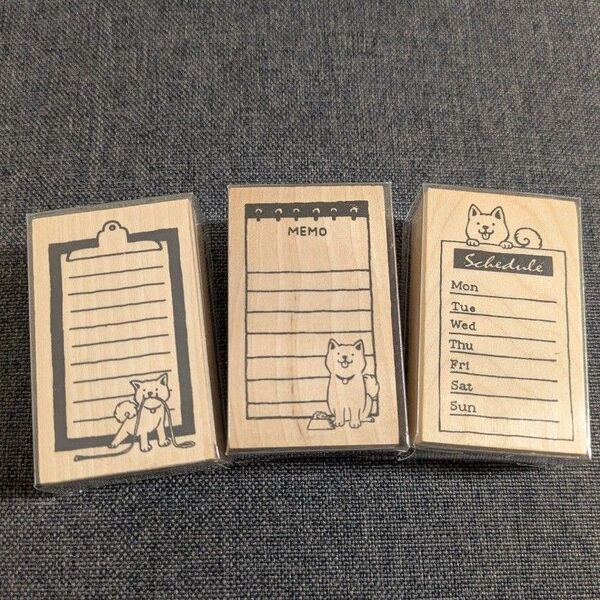 MEMO
Schedule
Mon
Tue
Wed
Thu
Fri
Sat
Sun